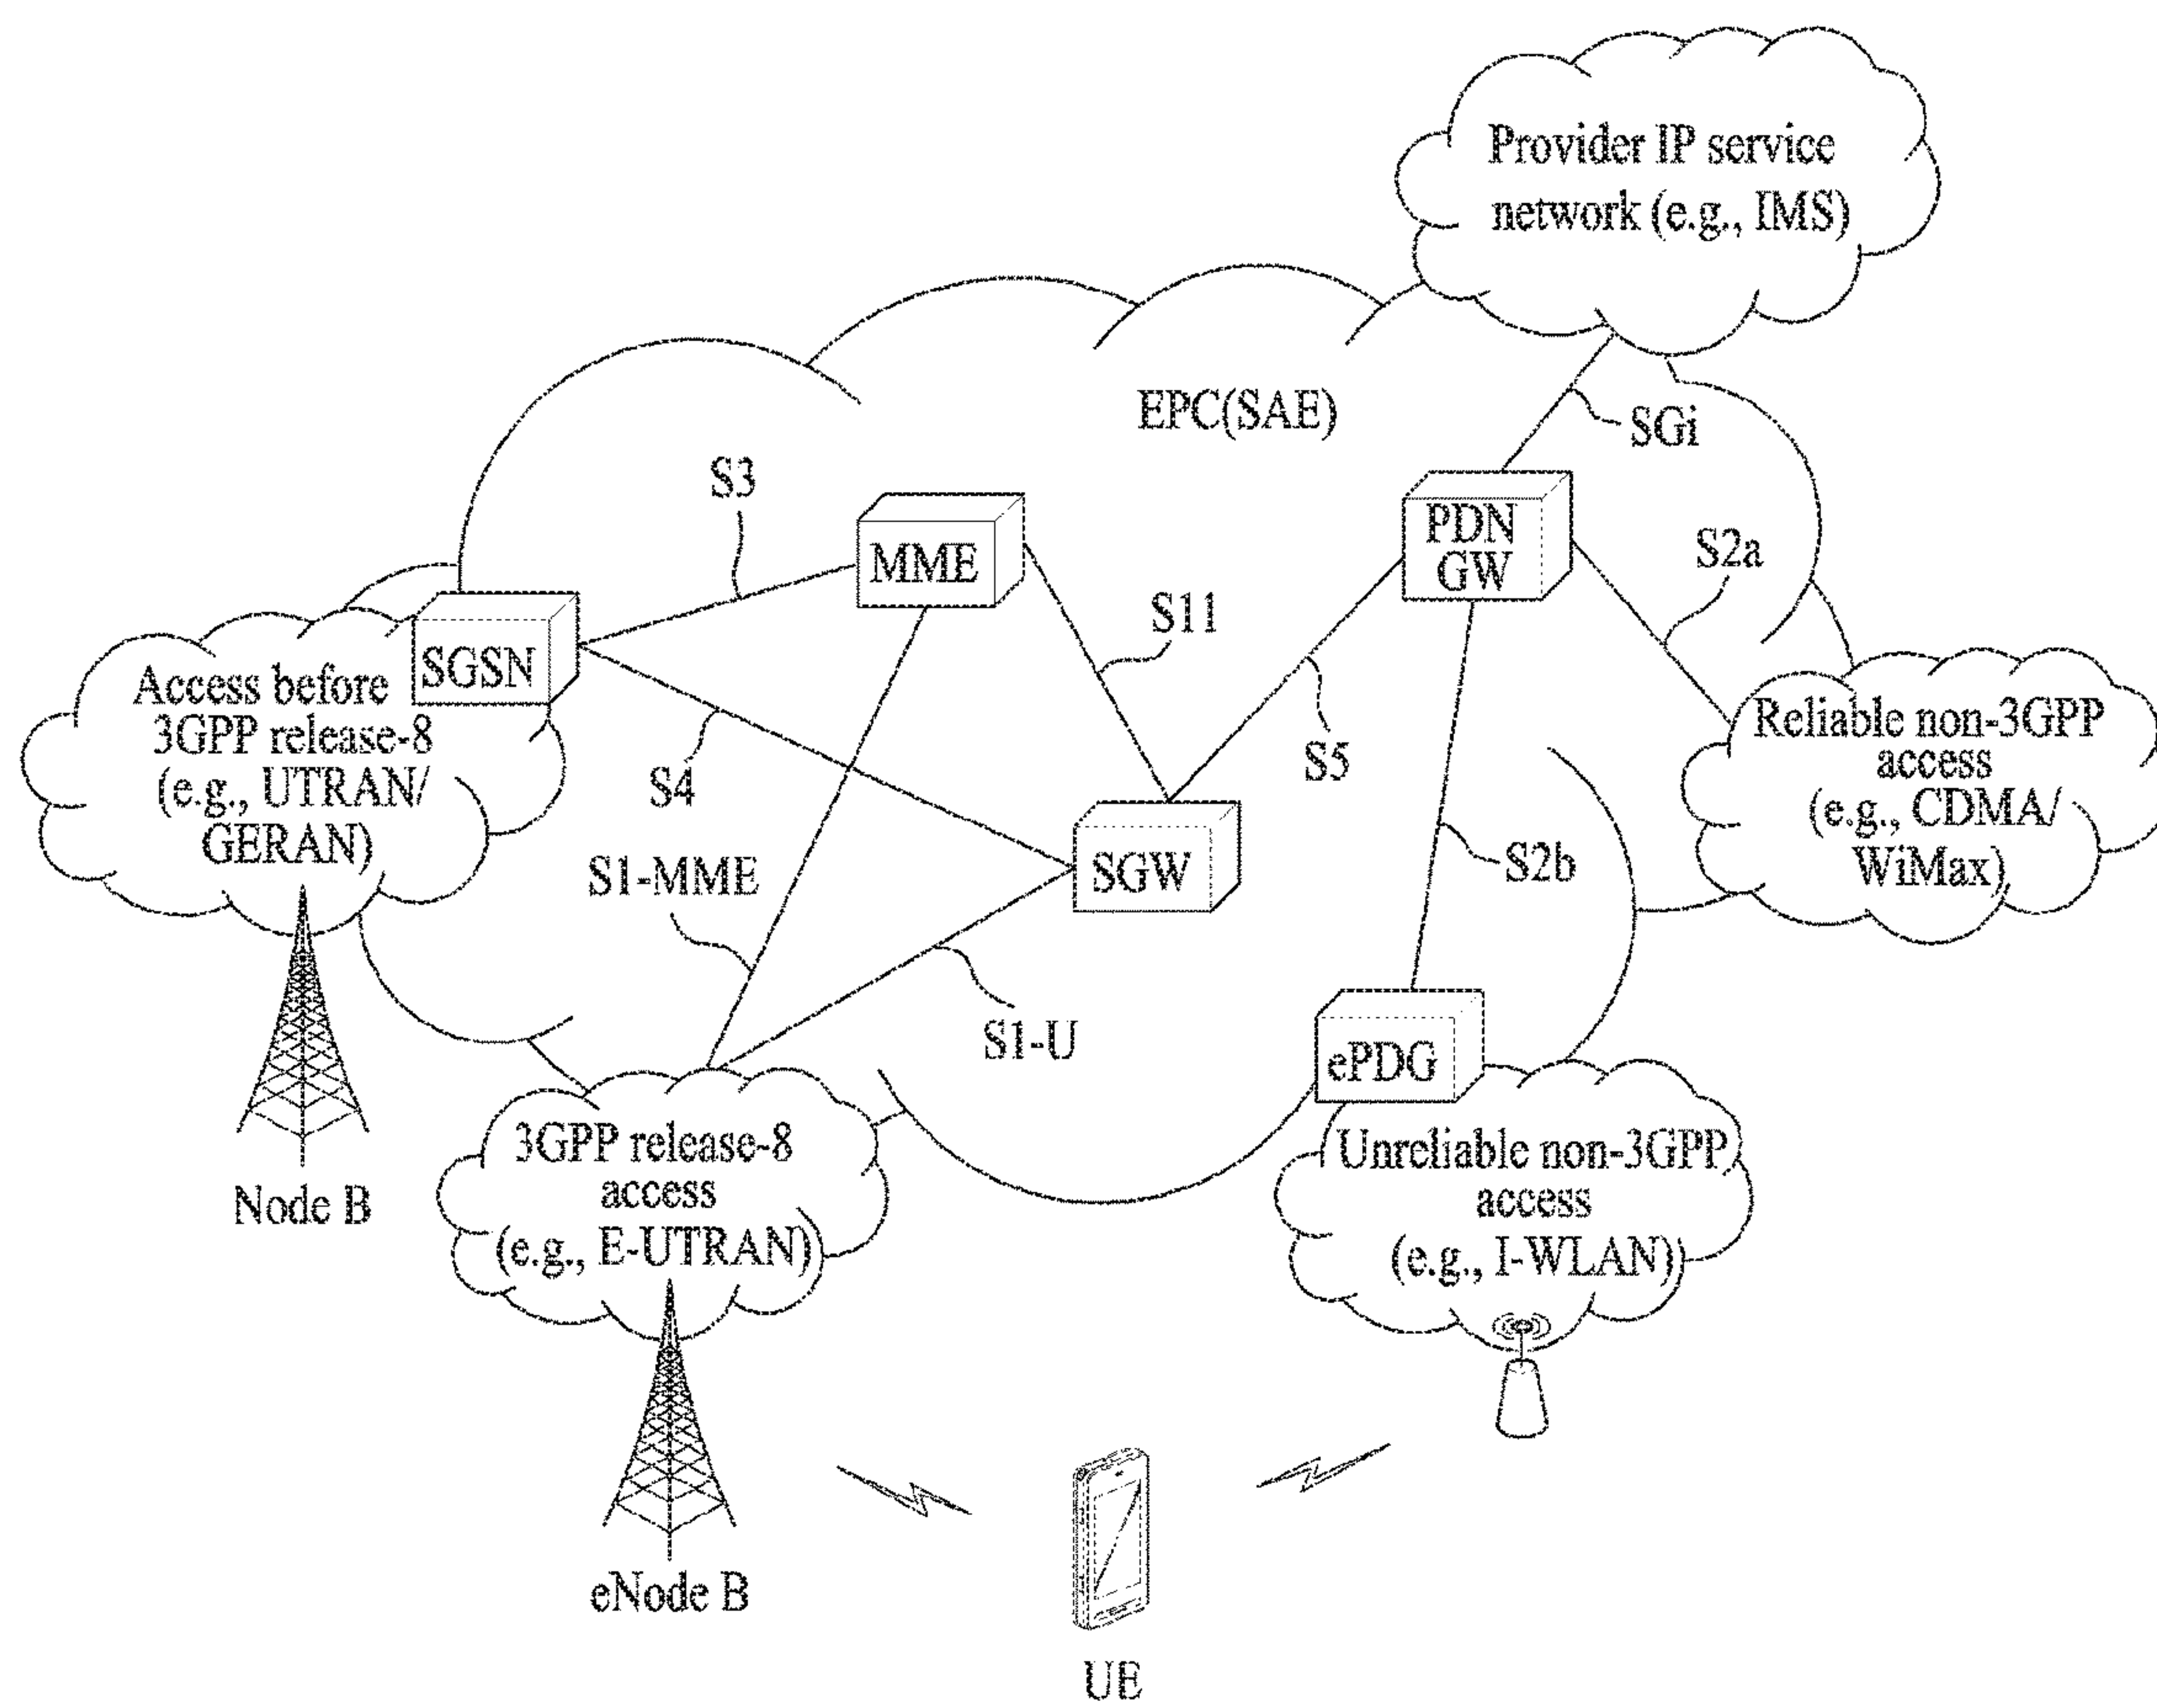 Provider IP service
network (e.g., IMS)
EPC(SAE)
SGi
S3
MME
PDN
GW
S2a
S11
SGSN
Access before
3GPP release-8
(e.g., UTRAN/
GERAN)
S4
S5
Reliable non-3GPP
access
(e.g., CDMA/
WiMax)
S1-MME
SGW
S2b
S1-U
ePDG
Node B
3GPP release-8
access
(e.g., E-UTRAN)
Unreliable non-3GPP
access
(e.g., I-WLAN)
eNode B
UE